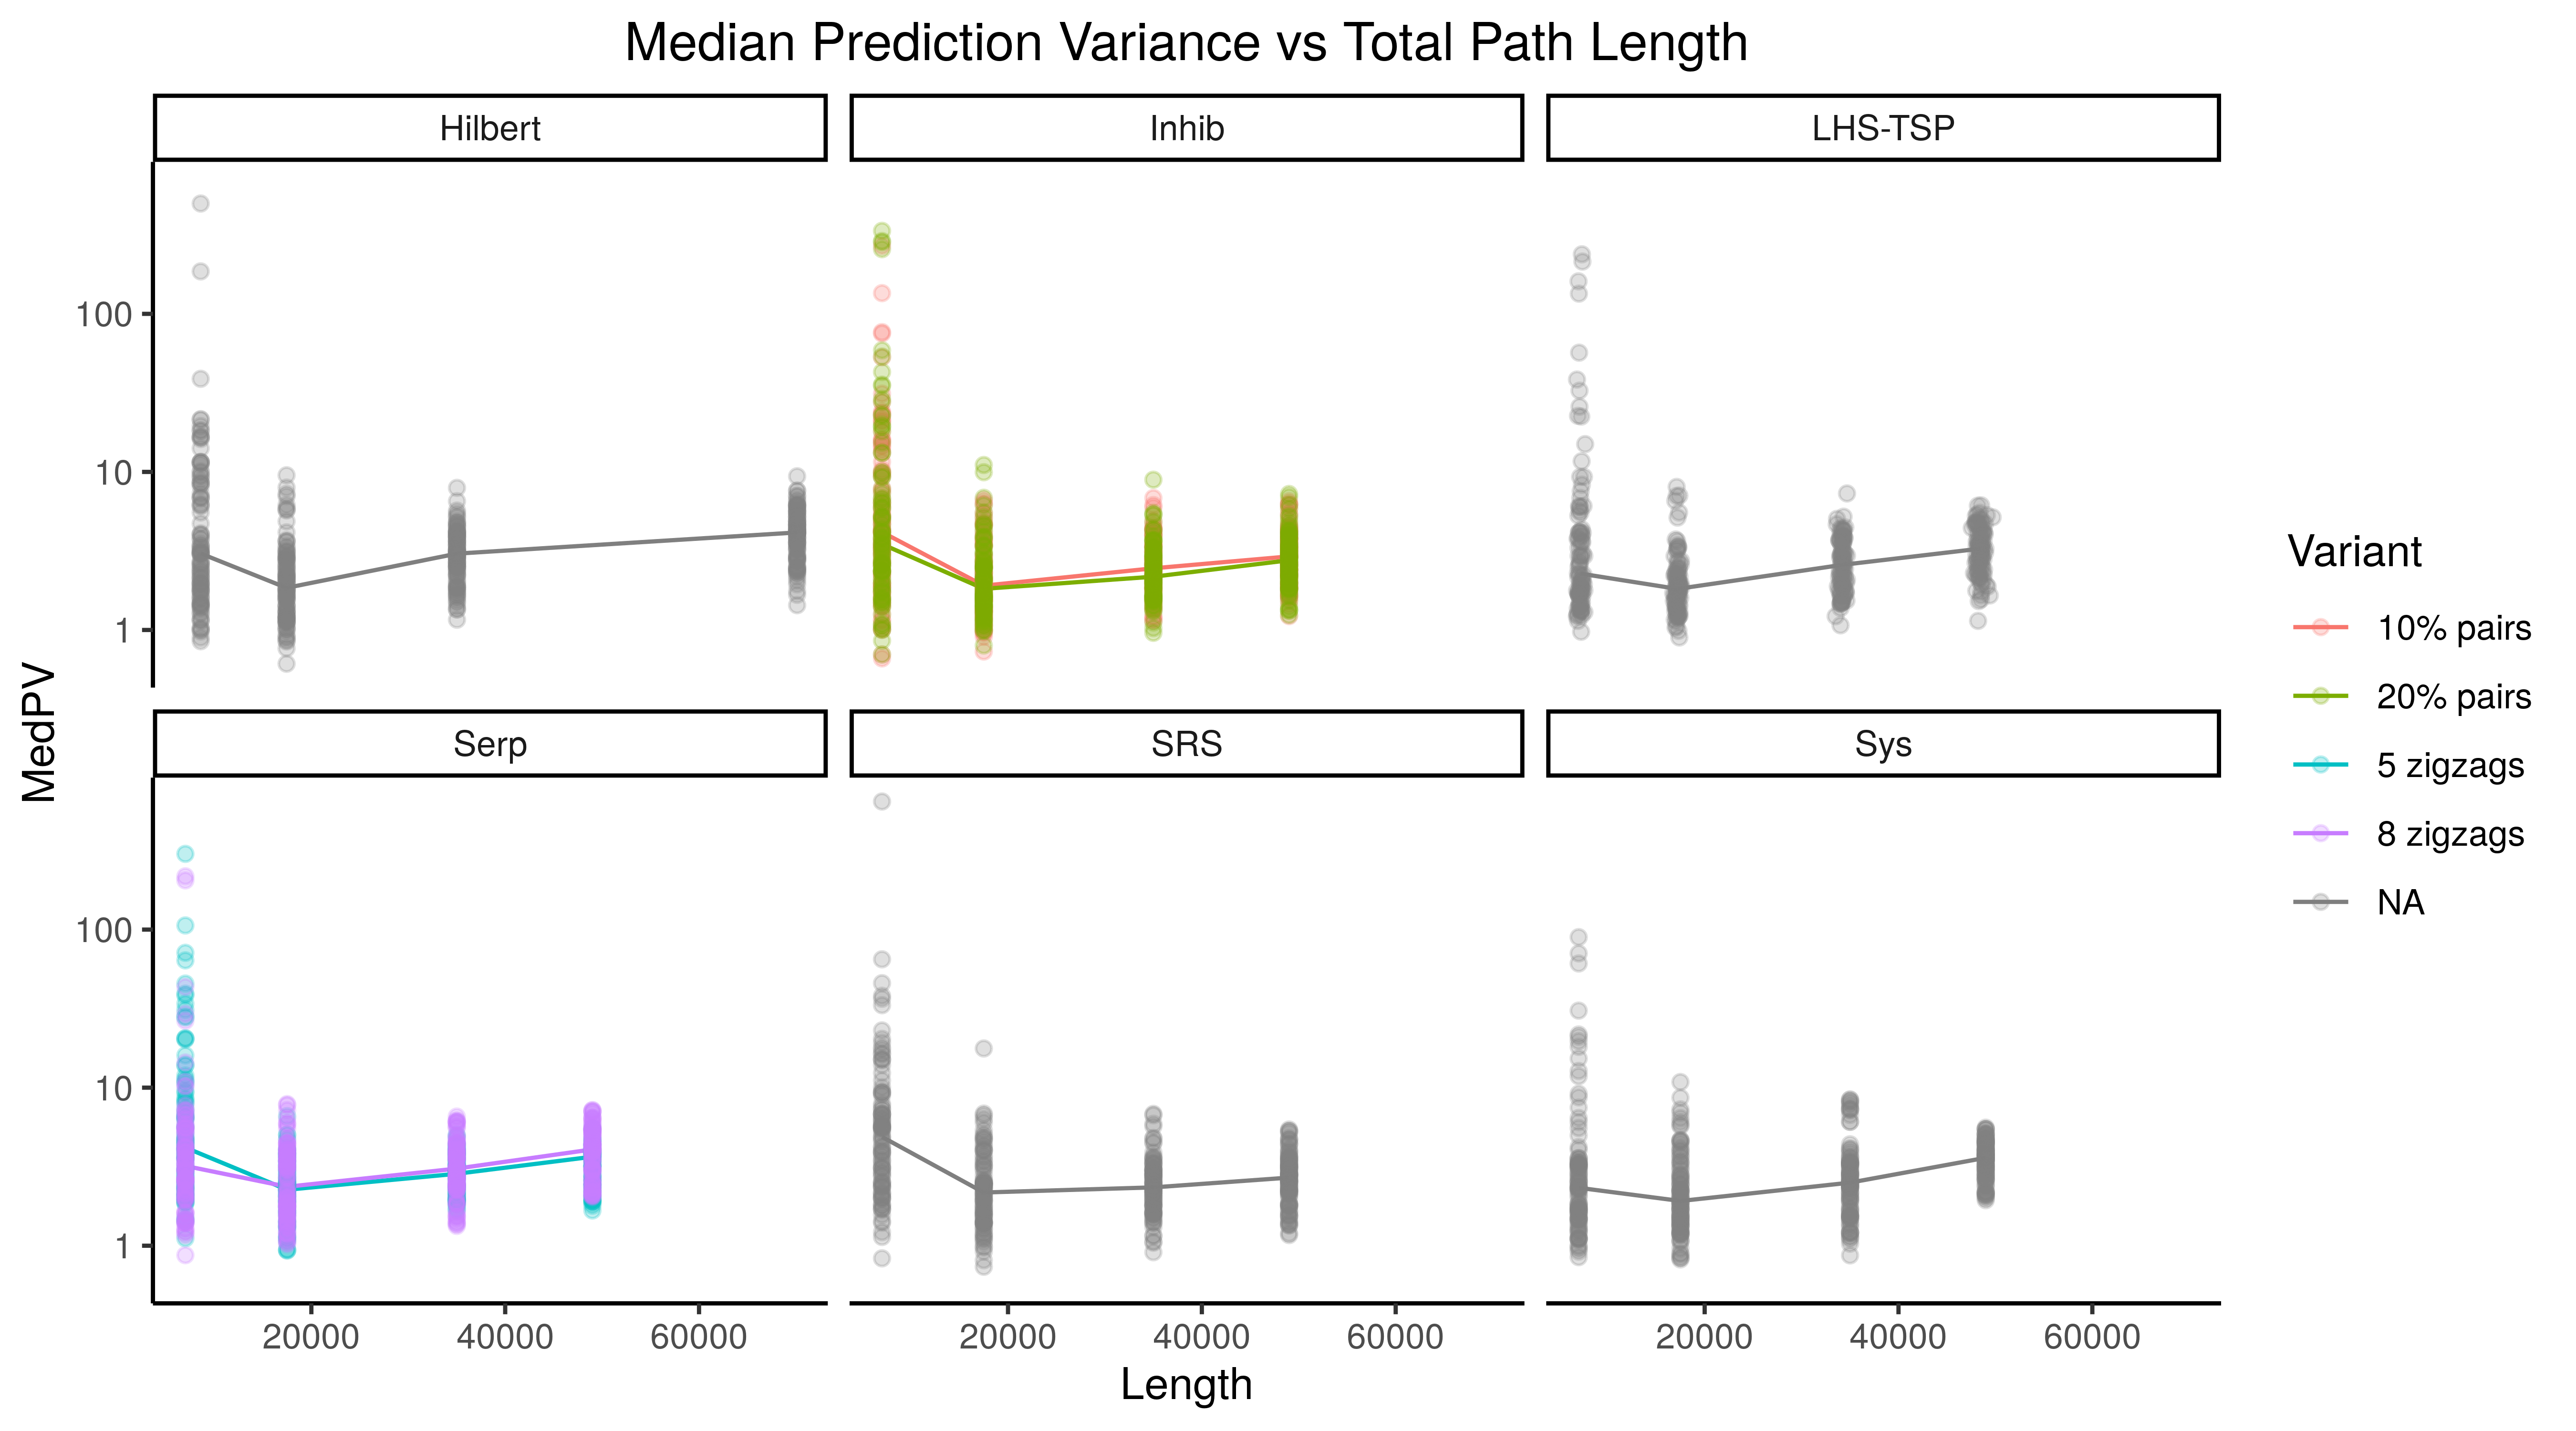 Median Prediction Variance vs Total Path Length
Hilbert
Inhib
LHS-TSP
100
10
1
Serp
SRS
Sys
100
10
1
20000 40000 60000
20000 40000 60000
20000 40000 60000
Length
MedPV
Variant
10% pairs
20% pairs
5 zigzags
8 zigzags
NA